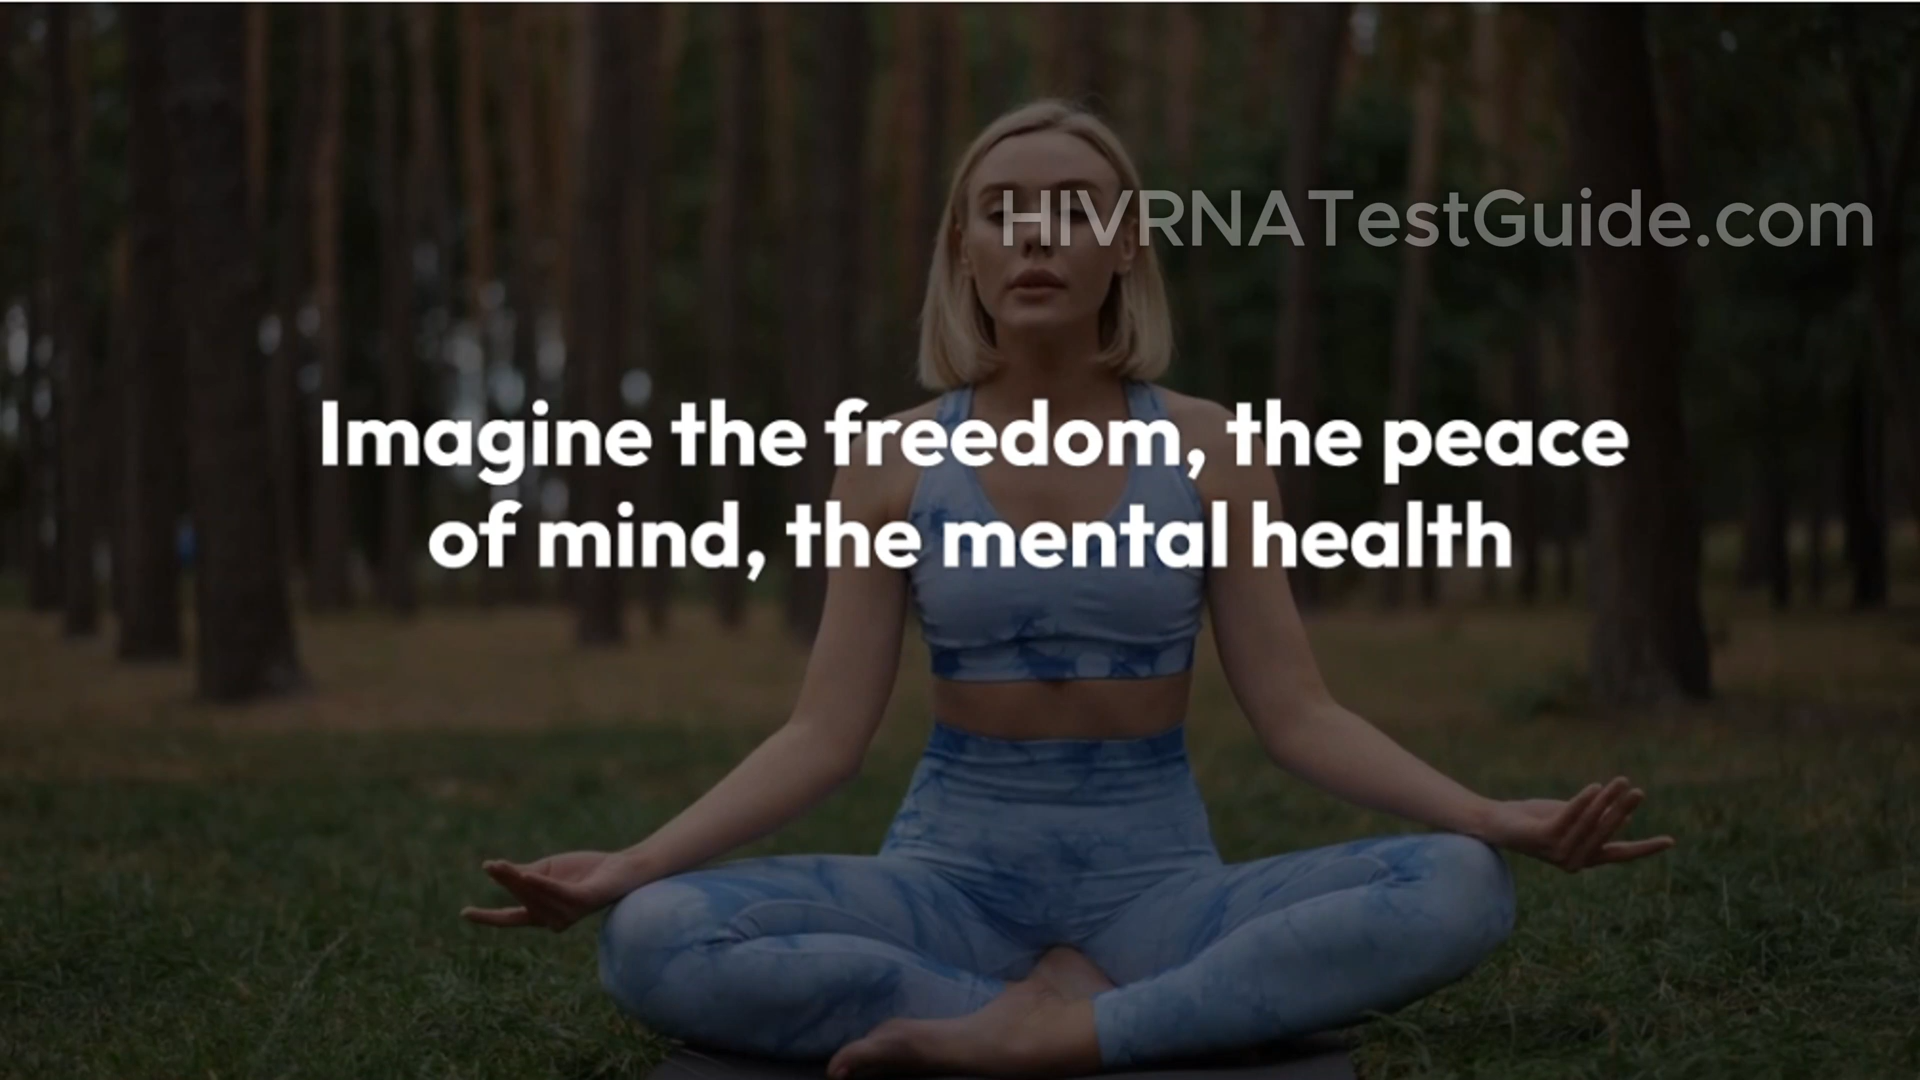 HIVRNATestGuide.com
Imagine the freedom, the peace
of mind, the mental health